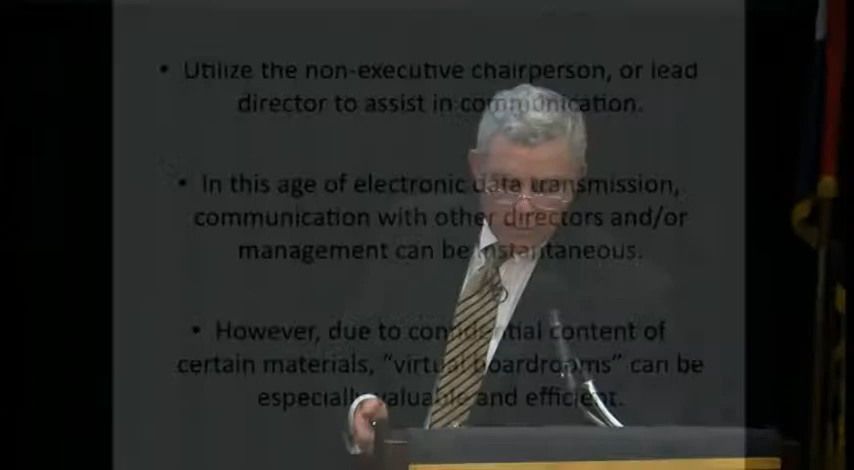 • Utilize the non-executive chairperson, or lead
director to assist in communication.
• In this age of electronic data transmission,
communication with other directors and/or
management can be instantaneous.
• However, due to confidential content of
certain materials, “virtual boardrooms” can be
especially valuable and efficient.